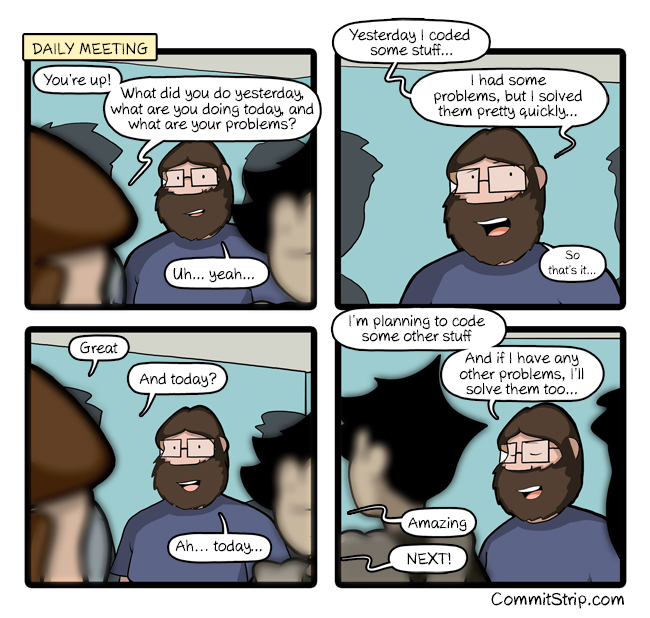 DAILY MEETING
You're up!
What did you do yesterday,
what are you doing today, and
what are your problems?
Uh... yeah...
Yesterday I coded
some stuff...
I had some
problems, but I solved
them pretty quickly...
So
that's it...
Great
And today?
Ah... today...
I'm planning to code
some other stuff
And if I have any
other problems, I'll
solve them too...
Amazing
NEXT!
CommitStrip.com